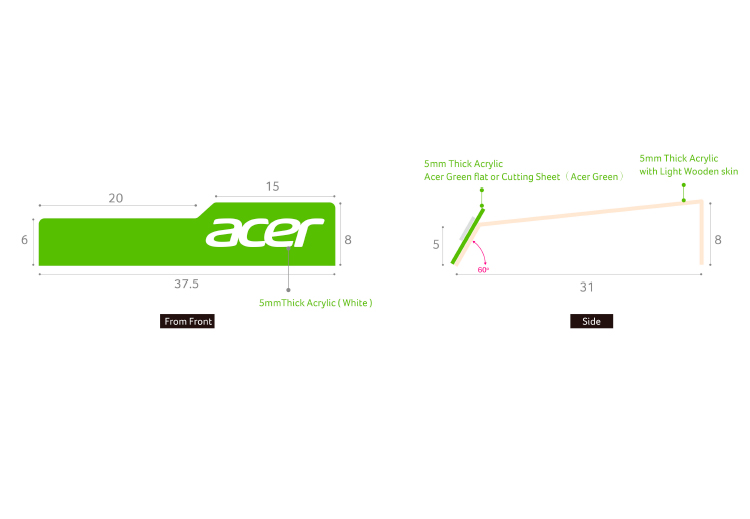 15
20
acer
6
8
37.5
5mmThick Acrylic ( White )
From Front
5mm Thick Acrylic
Acer Green flat or Cutting Sheet（Acer Green）
5mm Thick Acrylic
with Light Wooden skin
5
60°
8
31
Side